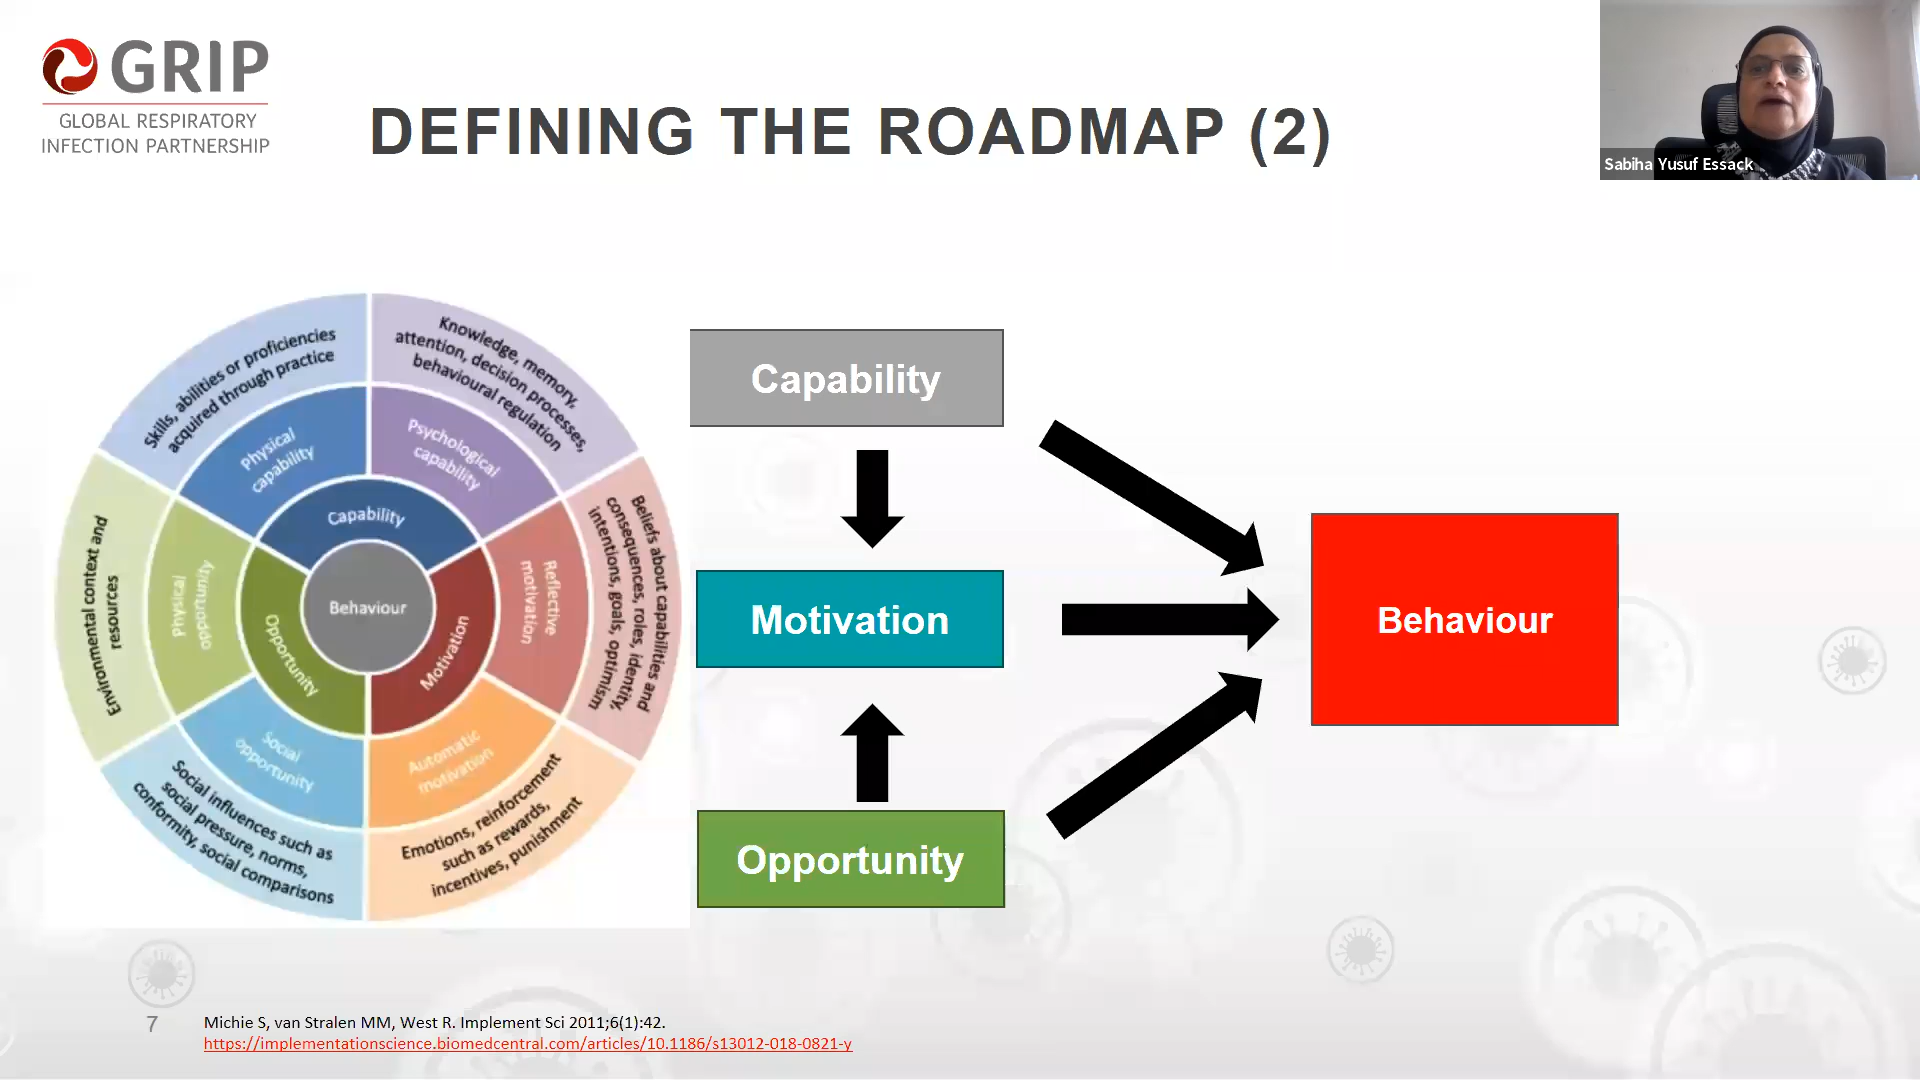 GRIP
GLOBAL RESPIRATORY
INFECTION PARTNERSHIP
DEFINING THE ROADMAP (2)
Sabiha Yusuf Essack
Skills, abilities or proficiencies
acquired through practice
Knowledge, memory,
attention, decision processes,
behavioural regulation
Physical
capability
Psychological
capability
Capability
Environmental context and
resources
Physical
opportunity
Opportunity
Behaviour
Motivation
Reflective
motivation
Beliefs about capabilities and
consequences, roles, identity,
intentions, goals, optimism
Social
opportunity
Automatic
motivation
Social influences such as
social pressure, norms,
conformity, social comparisons
Emotions, reinforcement
such as rewards,
incentives, punishment
Capability
Motivation
Opportunity
Behaviour
7
Michie S, van Stralen MM, West R. Implement Sci 2011;6(1):42.
https://implementationscience.biomedcentral.com/articles/10.1186/s13012-018-0821-y